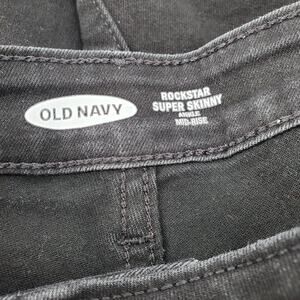 OLD NAVY
ROCKSTAR
SUPER SKINNY
ANKLE
MID-RISE